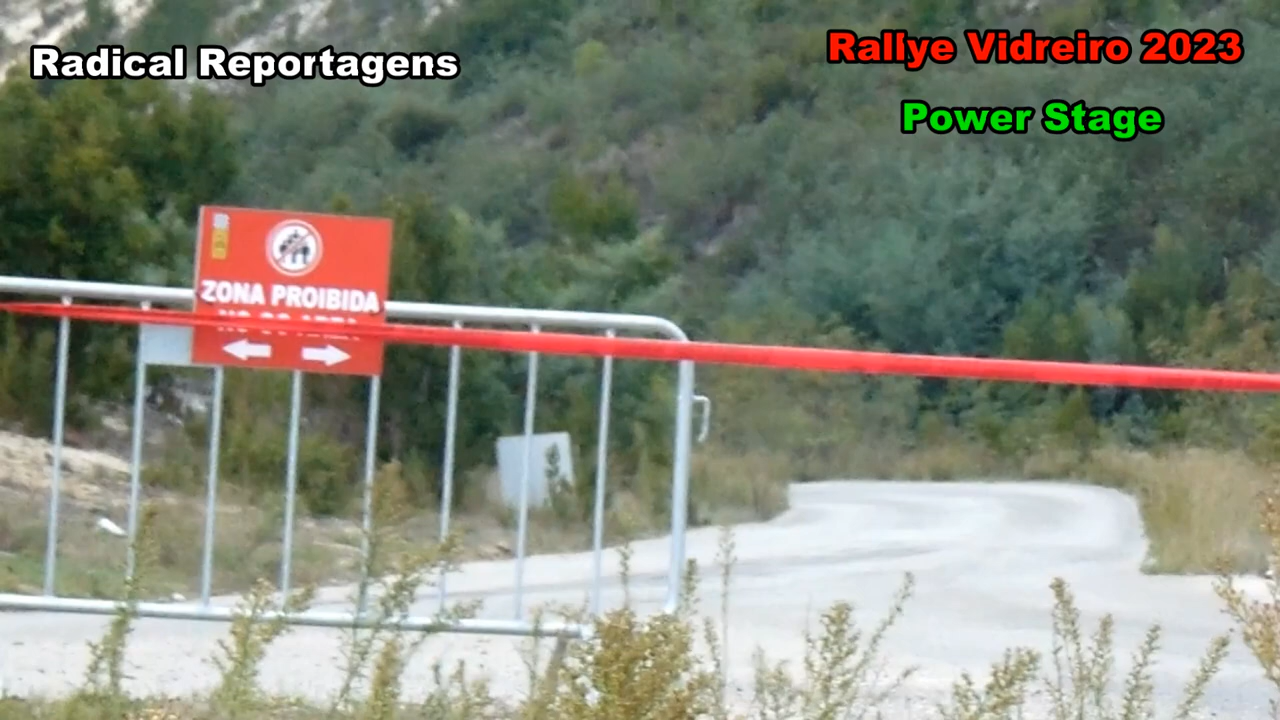 Radical Reportagens
Rallye Vidreiro 2023
Power Stage
ZONA PROIBIDA